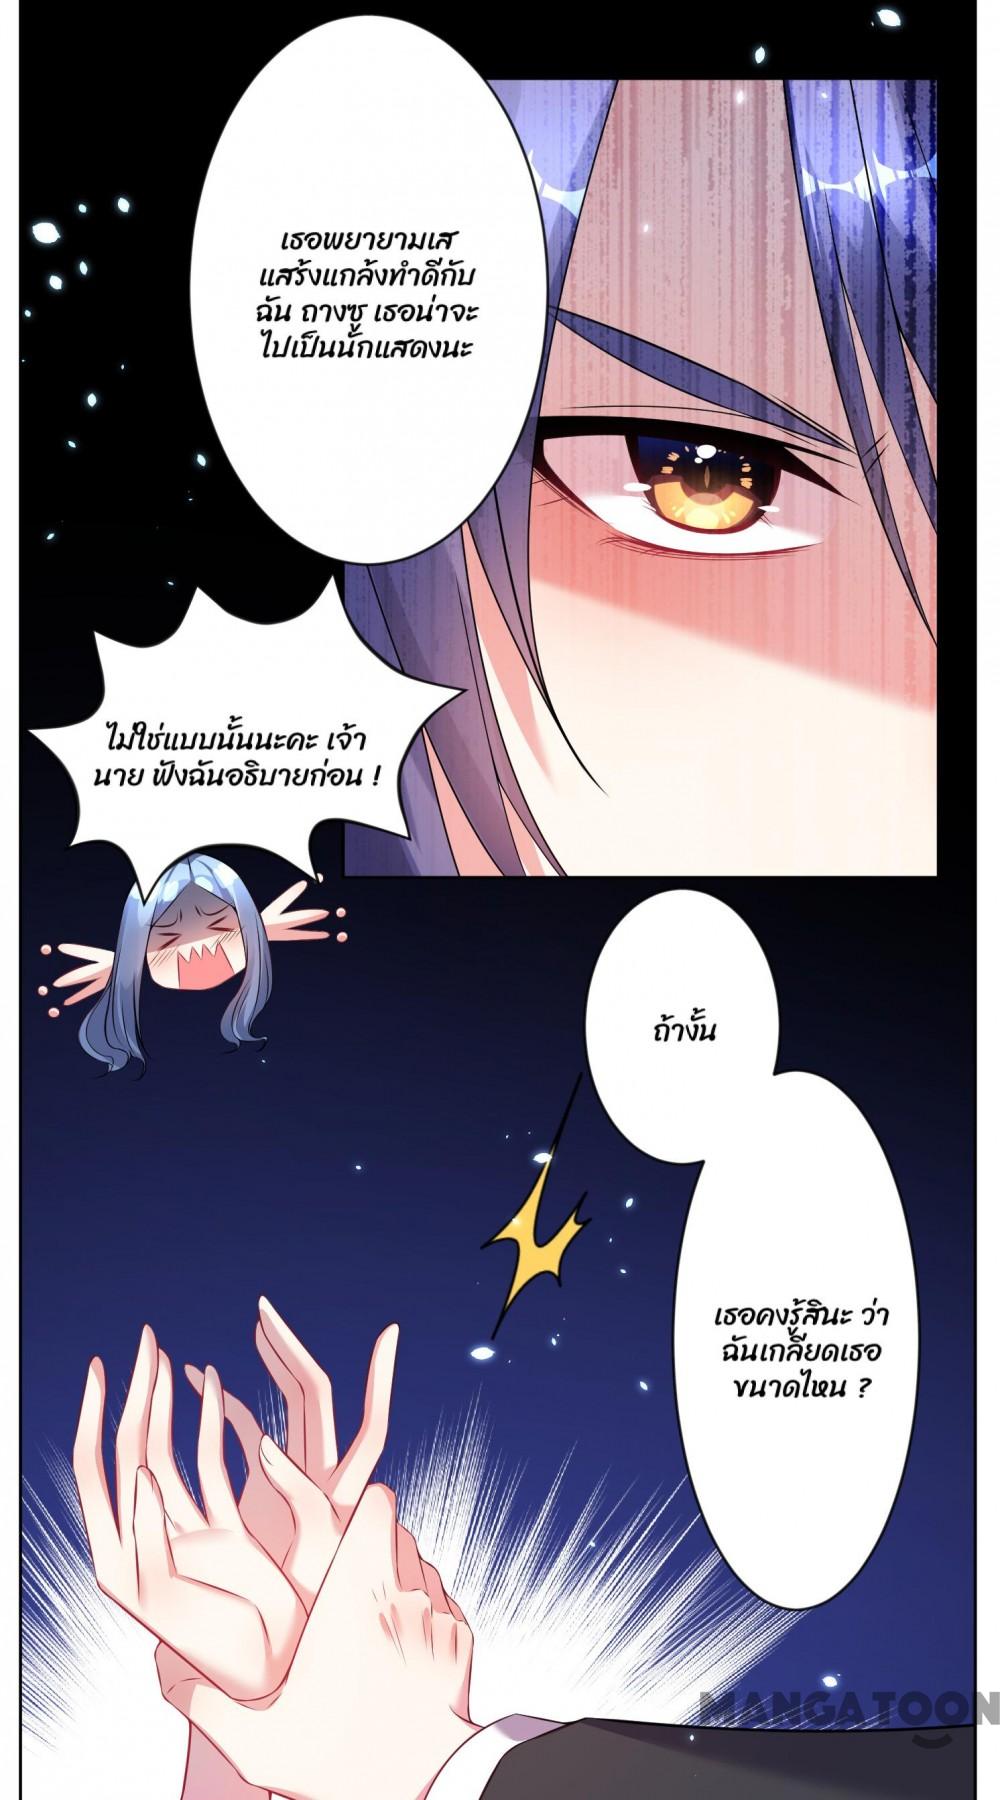 เธอพยายามเส
แสร้งแกล้งทำดีกับ
ฉัน ถางซู เธอน่าจะ
ไปเป็นนักแสดงนะ
ไม่ใช่แบบนั้นนะคะ เจ้า
นาย ฟังฉันอธิบายก่อน !
ถ้างั้น
เธอคงรู้สินะ ว่า
ฉันเกลียดเธอ
ขนาดไหน ?
MANGATOON